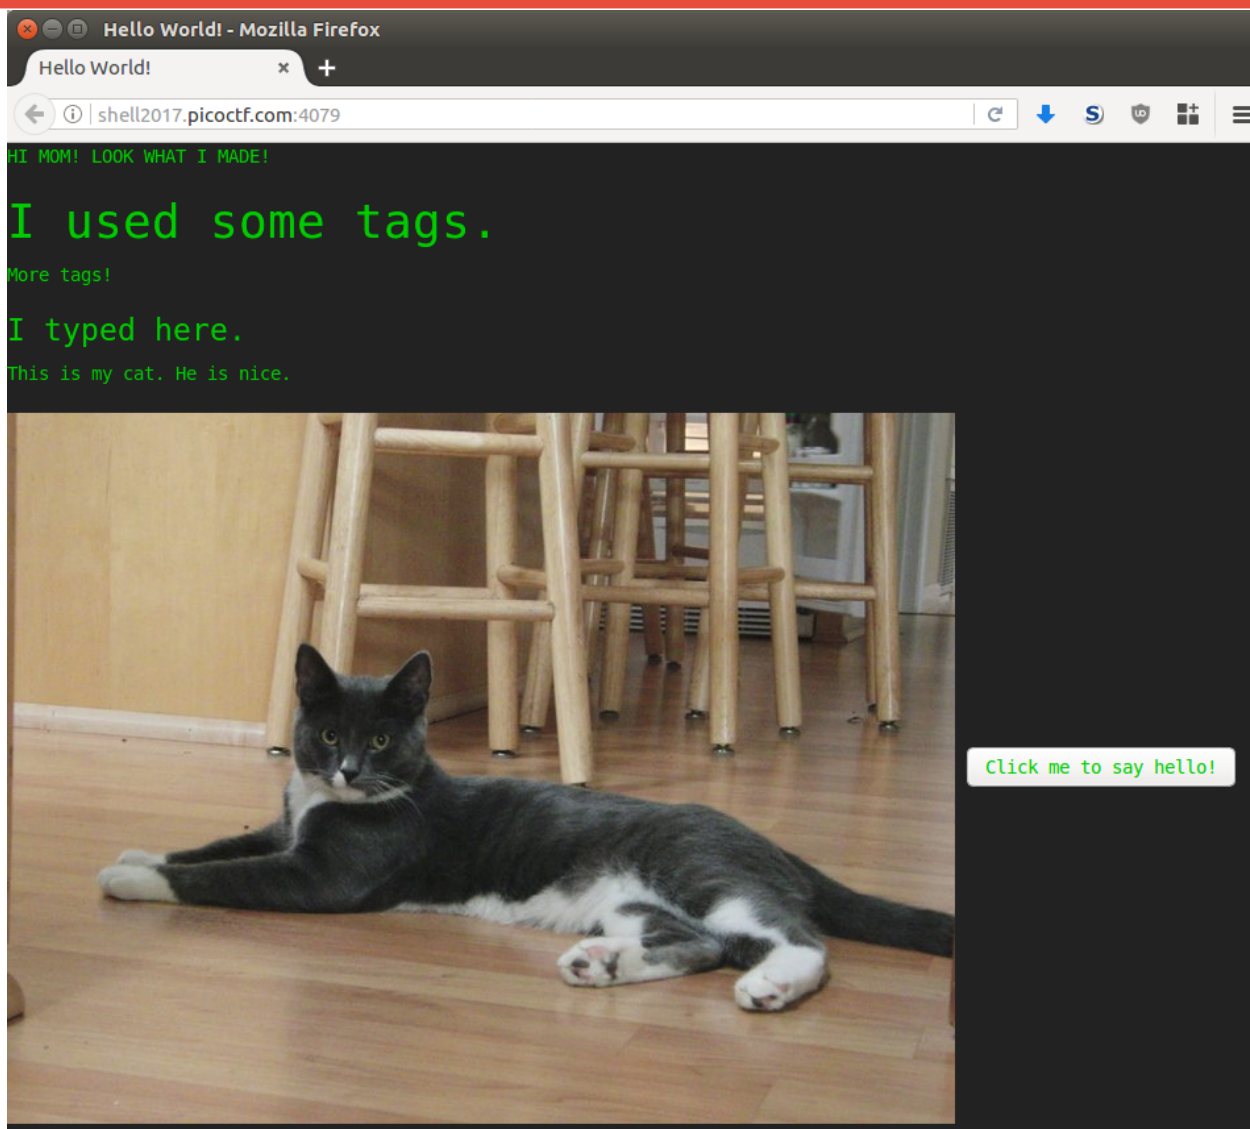 Hello World! - Mozilla Firefox
Hello World!
shell2017.picoctf.com:4079
HI MOM! LOOK WHAT I MADE!
I used some tags.
More tags!
I typed here.
This is my cat. He is nice.
Click me to say hello!